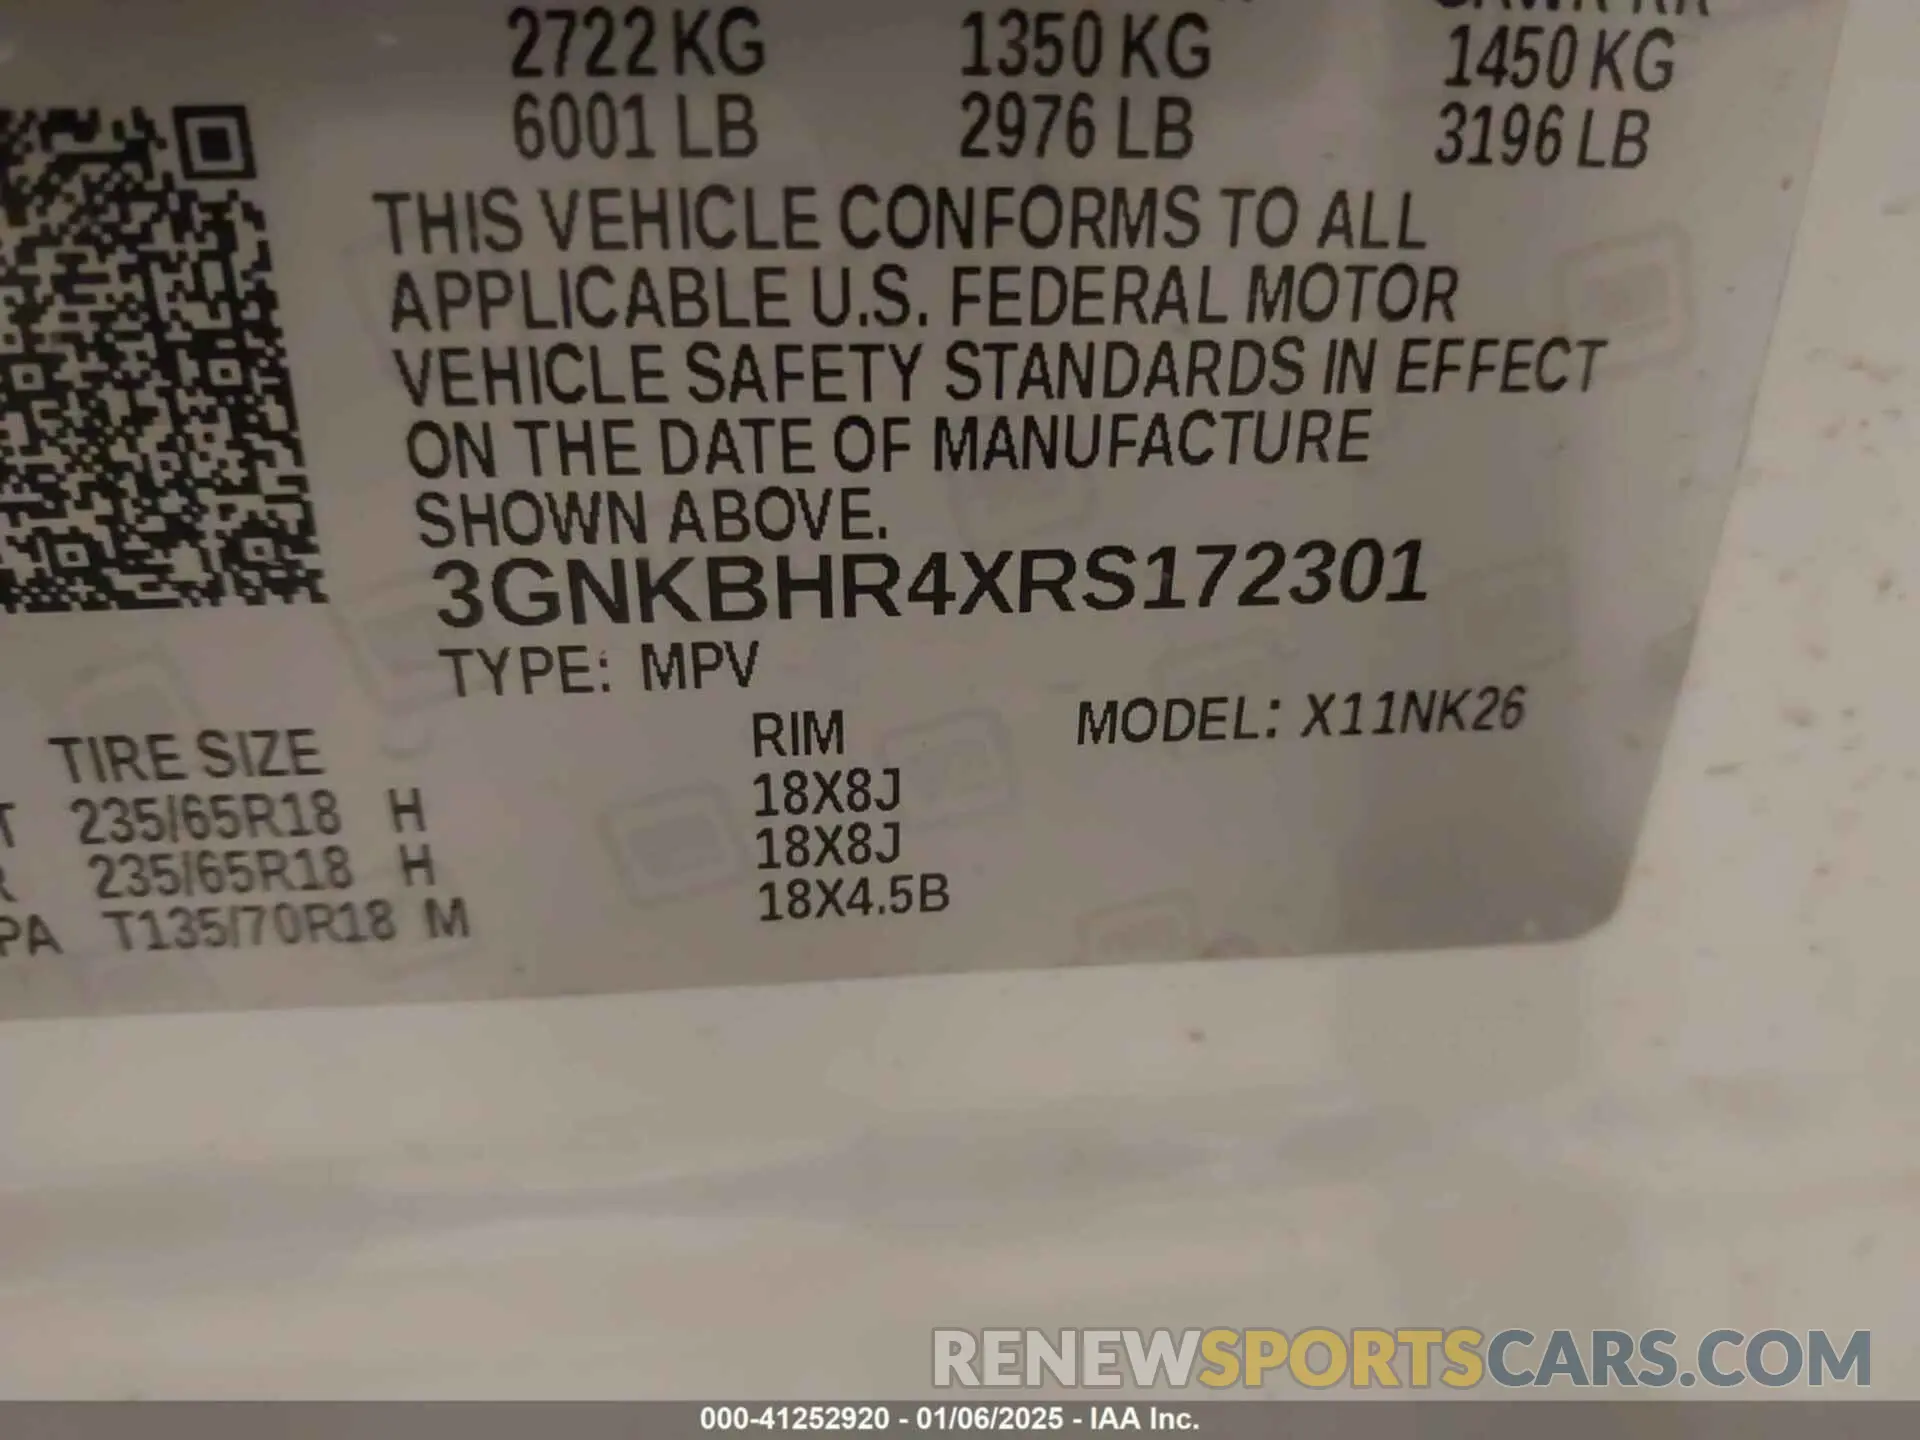 2722 KG 1350 KG 1450 KG
6001 LB 2976 LB 3196 LB
THIS VEHICLE CONFORMS TO ALL
APPLICABLE U.S. FEDERAL MOTOR
VEHICLE SAFETY STANDARDS IN EFFECT
ON THE DATE OF MANUFACTURE
SHOWN ABOVE.
3GNKBHR4XRS172301
TYPE: MPV
TIRE SIZE RIM MODEL: X11NK26
235/65R18 H 18X8J
235/65R18 H 18X8J
PA T135/70R18 M 18X4.5B
RENEWSPORTSCARS.COM
000-41252920 - 01/06/2025 - IAA Inc.